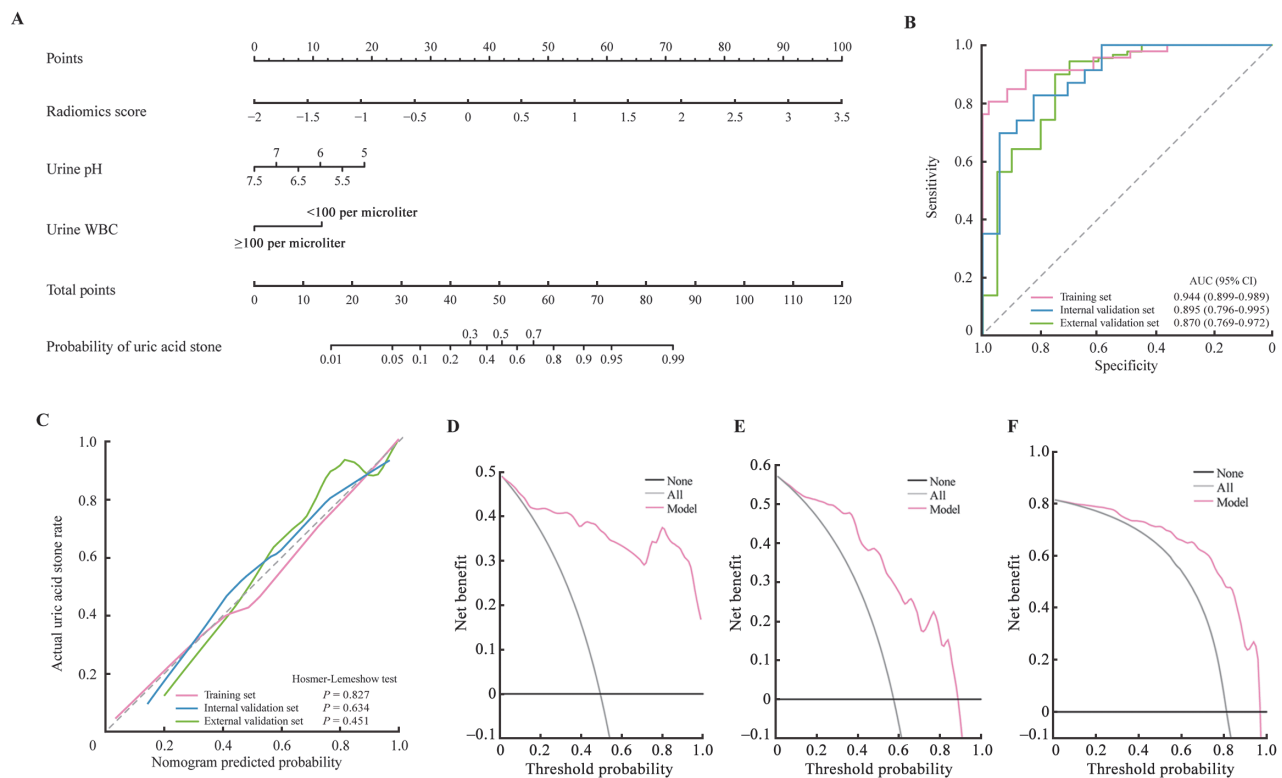 A
Points
0 10 20 30 40 50 60 70 80 90 100
Radiomics score
−2 −1.5 −1 −0.5 0 0.5 1 1.5 2 2.5 3 3.5
Urine pH
7 6 5
7.5 6.5 5.5
Urine WBC
<100 per microliter
≥100 per microliter
Total points
0 10 20 30 40 50 60 70 80 90 100 110 120
Probability of uric acid stone
0.3 0.5 0.7
0.01 0.05 0.1 0.2 0.4 0.6 0.8 0.9 0.95 0.99
B
Sensitivity
1.0
0.8
0.6
0.4
0.2
0
AUC (95% CI)
Training set 0.944 (0.899-0.989)
Internal validation set 0.895 (0.796-0.995)
External validation set 0.870 (0.769-0.972)
1.0 0.8 0.6 0.4 0.2 0
Specificity
C
Actual uric acid stone rate
1.0
0.8
0.6
0.4
0.2
Hosmer-Lemeshow test
Training set P = 0.827
Internal validation set P = 0.634
External validation set P = 0.451
0 0.2 0.4 0.6 0.8 1.0
Nomogram predicted probability
D
Net benefit
0.5
0.4
0.3
0.2
0.1
0
−0.1
None
All
Model
0 0.2 0.4 0.6 0.8 1.0
Threshold probability
E
Net benefit
0.6
0.5
0.4
0.3
0.2
0.1
0
−0.1
None
All
Model
0 0.2 0.4 0.6 0.8 1.0
Threshold probability
F
Net benefit
1.0
0.8
0.6
0.4
0.2
0
−0.1
None
All
Model
0 0.2 0.4 0.6 0.8 1.0
Threshold probability